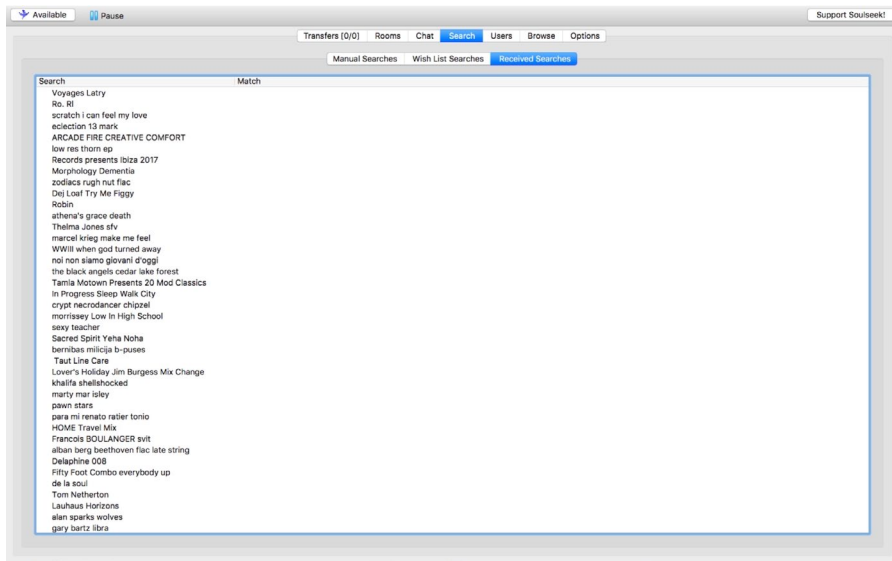 Available Pause Support Soulseek!
Transfers [0/0] Rooms Chat Search Users Browse Options
Manual Searches Wish List Searches Received Searches
Search Match
Voyages Latry
Ro. Rl
scratch i can feel my love
eclection 13 mark
ARCADE FIRE CREATIVE COMFORT
low res thorn ep
Records presents Ibiza 2017
Morphology Dementia
zodiacs rugh nut flac
Dej Loaf Try Me Figgy
Robin
athena's grace death
Thelma Jones sfv
marcel krieg make me feel
WWIII when god turned away
noi non siamo giovani d'oggi
the black angels cedar lake forest
Tamla Motown Presents 20 Mod Classics
In Progress Sleep Walk City
crypt necrodancer chipzel
morrissey Low In High School
sexy teacher
Sacred Spirit Yeha Noha
bernibas milicija b-puses
Taut Line Care
Lover's Holiday Jim Burgess Mix Change
khalifa shellshocked
marty mar isley
pawn stars
para mi renato ratier tonio
HOME Travel Mix
Francois BOULANGER svit
alban berg beethoven flac late string
Delaphine 008
Fifty Foot Combo everybody up
de la soul
Tom Netherton
Lauhaus Horizons
alan sparks wolves
gary bartz libra